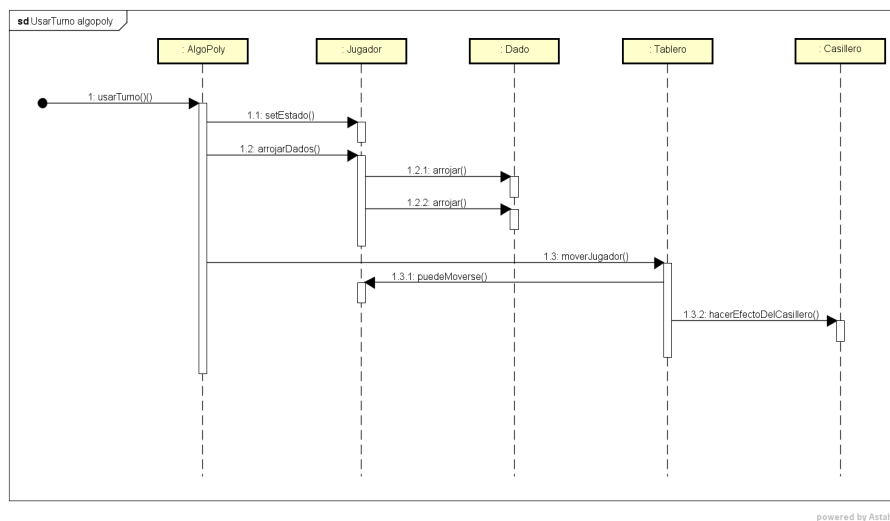 sd UsarTurno algopoly
: AlgoPoly
: Jugador
: Dado
: Tablero
: Casillero
1: usarTurno()()
1.1: setEstado()
1.2: arrojarDados()
1.2.1: arrojar()
1.2.2: arrojar()
1.3: moverJugador()
1.3.1: puedeMoverse()
1.3.2: hacerEfectoDelCasillero()
powered by Astah